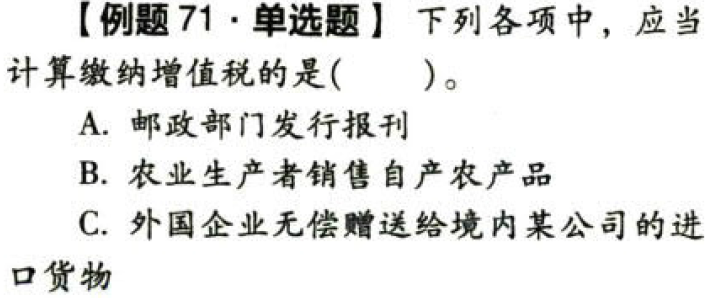 【例题71·单选题】 下列各项中，应当
计算缴纳增值税的是(　　)。
A. 邮政部门发行报刊
B. 农业生产者销售自产农产品
C. 外国企业无偿赠送给境内某公司的进
口货物